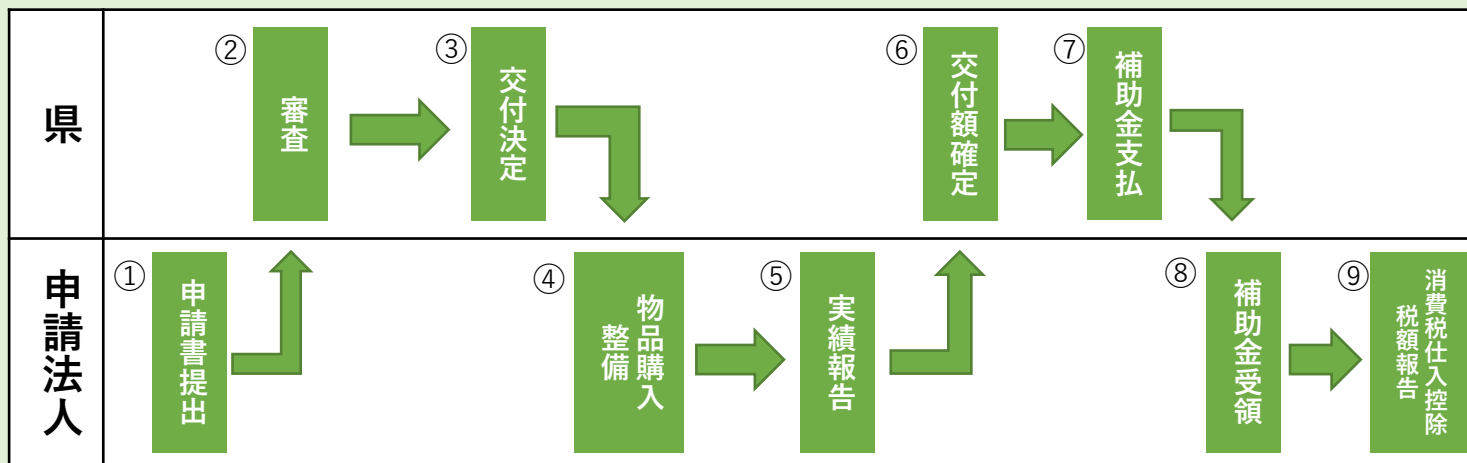 県
②
審査
③
交付決定
⑥
交付額確定
⑦
補助金支払
申請法人
①
申請書提出
④
物品購入
整備
⑤
実績報告
⑧
補助金受領
⑨
消費税仕入控除
税額報告